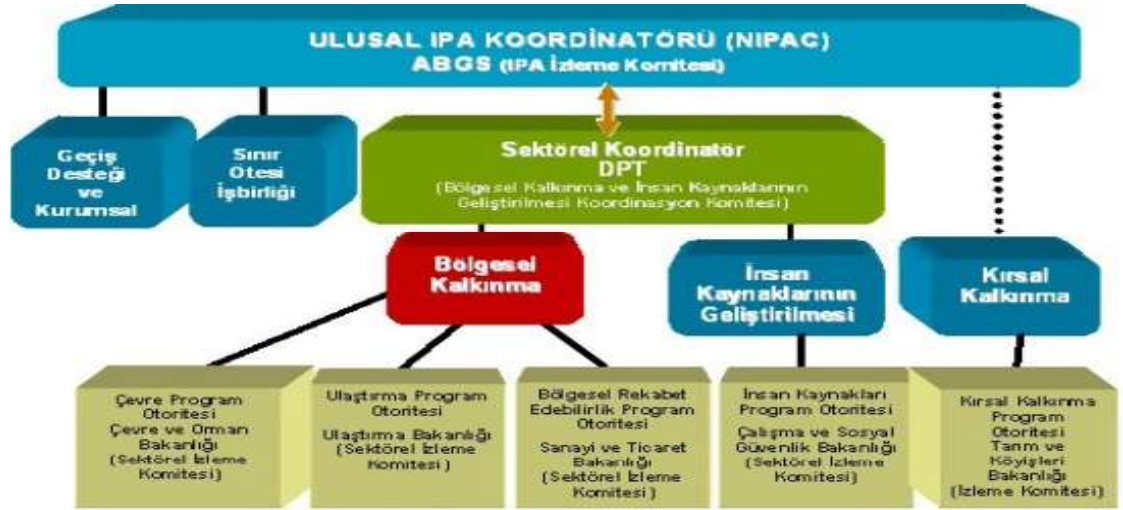 ULUSAL IPA KOORDİNATÖRÜ (NIPAC)
ABGS (IPA İzleme Komitesi)
Geçiş
Desteği
ve
Kurumsal
Sınır
Ötesi
İşbirliği
Sektörel Koordinatör
DPT
(Bölgesel Kalkınma ve İnsan Kaynaklarının
Geliştirilmesi Koordinasyon Komitesi)
Bölgesel
Kalkınma
İnsan
Kaynaklarının
Geliştirilmesi
Kırsal
Kalkınma
Çevre Program
Otoritesi
Çevre ve Orman
Bakanlığı
(Sektörel İzleme
Komitesi)
Ulaştırma Program
Otoritesi
Ulaştırma Bakanlığı
(Sektörel İzleme
Komitesi)
Bölgesel Rekabet
Edebilirlik Program
Otoritesi
Sanayi ve Ticaret
Bakanlığı
(Sektörel İzleme
Komitesi)
İnsan Kaynakları
Program Otoritesi
Çalışma ve Sosyal
Güvenlik Bakanlığı
(Sektörel İzleme
Komitesi)
Kırsal Kalkınma
Program
Otoritesi
Tarım ve
Köyişleri
Bakanlığı
(İzleme Komitesi)